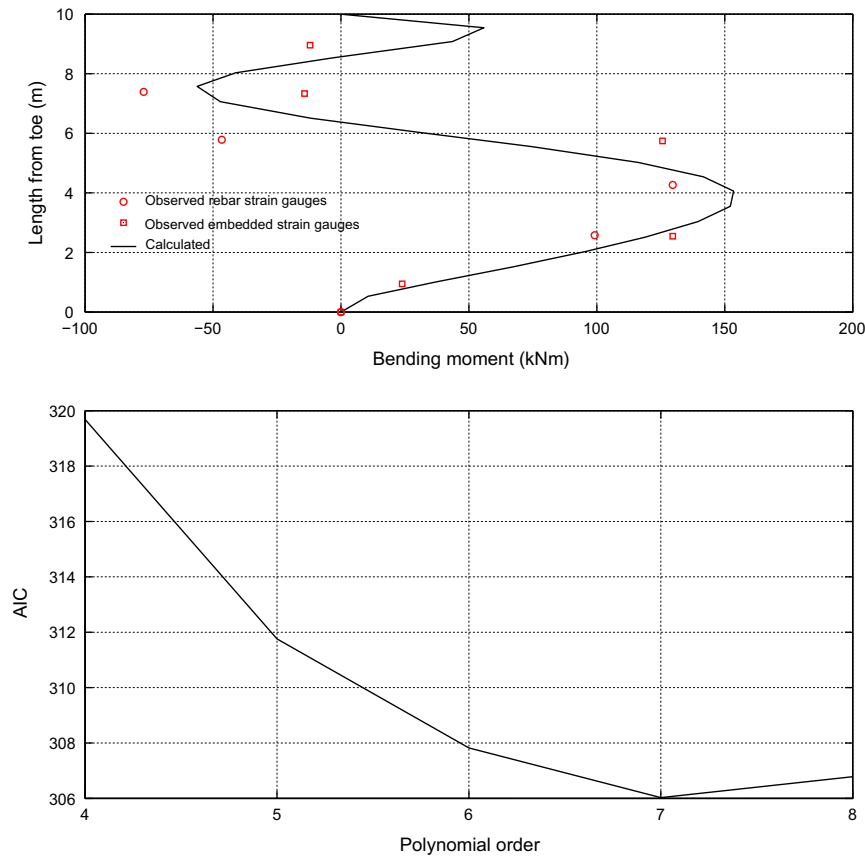 10
8
6
4
2
0
Length from toe (m)
Observed rebar strain gauges
Observed embedded strain gauges
Calculated
−100 −50 0 50 100 150 200
Bending moment (kNm)
320
318
316
314
312
310
308
306
AIC
4 5 6 7 8
Polynomial order